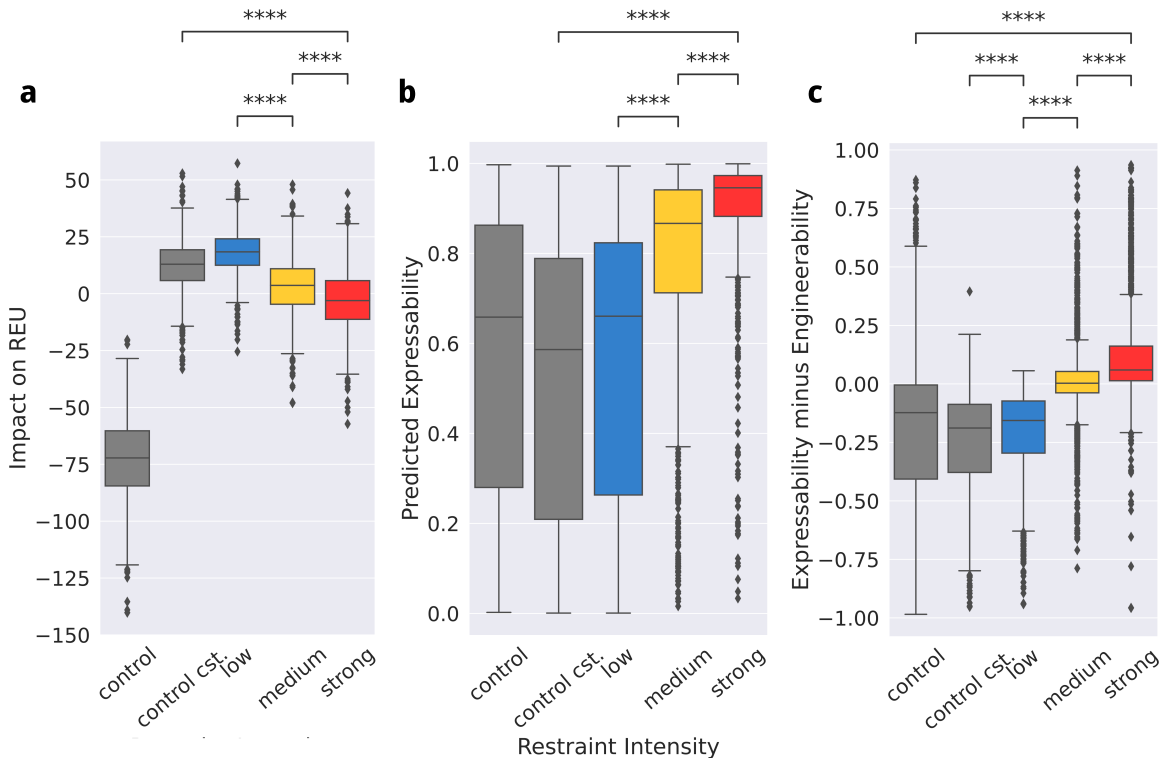 a
****
****
****
Impact on REU
50
25
0
−25
−50
−75
−100
−125
−150
control
control cst.
low
medium
strong
b
****
****
****
Predicted Expressability
1.0
0.8
0.6
0.4
0.2
0.0
control
control cst.
low
medium
strong
Restraint Intensity
c
****
****
****
****
Expressability minus Engineerability
1.00
0.75
0.50
0.25
0.00
−0.25
−0.50
−0.75
−1.00
control
control cst.
low
medium
strong